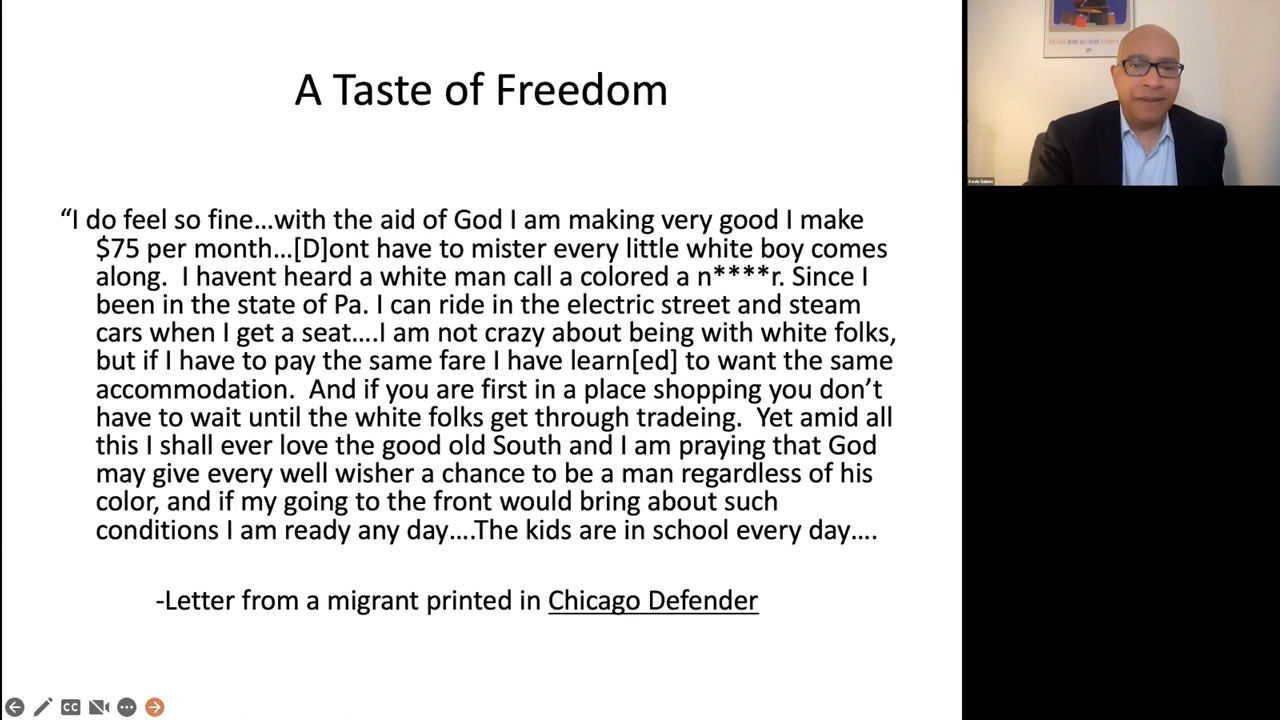 A Taste of Freedom
“I do feel so fine…with the aid of God I am making very good I make
$75 per month…[D]ont have to mister every little white boy comes
along.  I havent heard a white man call a colored a n****r. Since I
been in the state of Pa. I can ride in the electric street and steam
cars when I get a seat….I am not crazy about being with white folks,
but if I have to pay the same fare I have learn[ed] to want the same
accommodation.  And if you are first in a place shopping you don’t
have to wait until the white folks get through tradeing.  Yet amid all
this I shall ever love the good old South and I am praying that God
may give every well wisher a chance to be a man regardless of his
color, and if my going to the front would bring about such
conditions I am ready any day….The kids are in school every day….
-Letter from a migrant printed in Chicago Defender
CC
Kevin Gaines